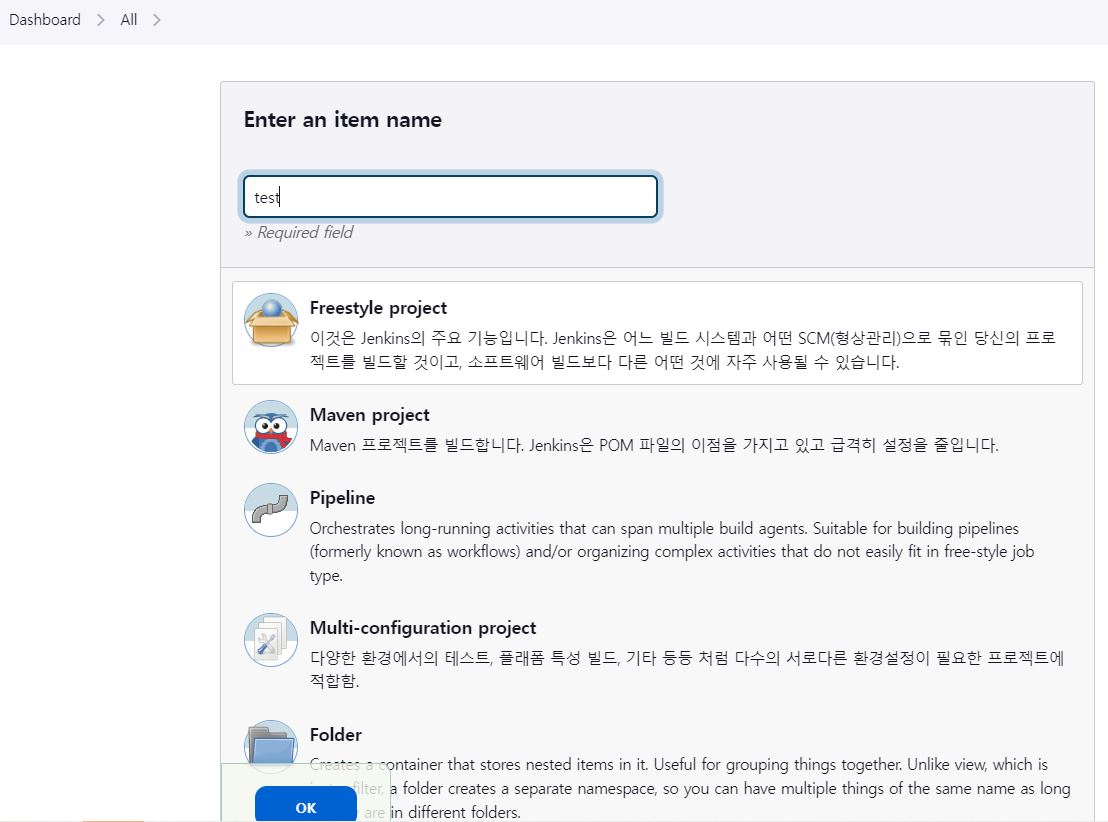 Dashboard > All >
Enter an item name
test
» Required field
Freestyle project
이것은 Jenkins의 주요 기능입니다. Jenkins은 어느 빌드 시스템과 어떤 SCM(형상관리)으로 묶인 당신의 프로
젝트를 빌드할 것이고, 소프트웨어 빌드보다 다른 어떤 것에 자주 사용될 수 있습니다.
Maven project
Maven 프로젝트를 빌드합니다. Jenkins은 POM 파일의 이점을 가지고 있고 급격히 설정을 줄입니다.
Pipeline
Orchestrates long-running activities that can span multiple build agents. Suitable for building pipelines
(formerly known as workflows) and/or organizing complex activities that do not easily fit in free-style job
type.
Multi-configuration project
다양한 환경에서의 테스트, 플래폼 특성 빌드, 기타 등등 처럼 다수의 서로다른 환경설정이 필요한 프로젝트에
적합함.
Folder
Creates a container that stores nested items in it. Useful for grouping things together. Unlike view, which is
filter, a folder creates a separate namespace, so you can have multiple things of the same name as long
are in different folders.
OK